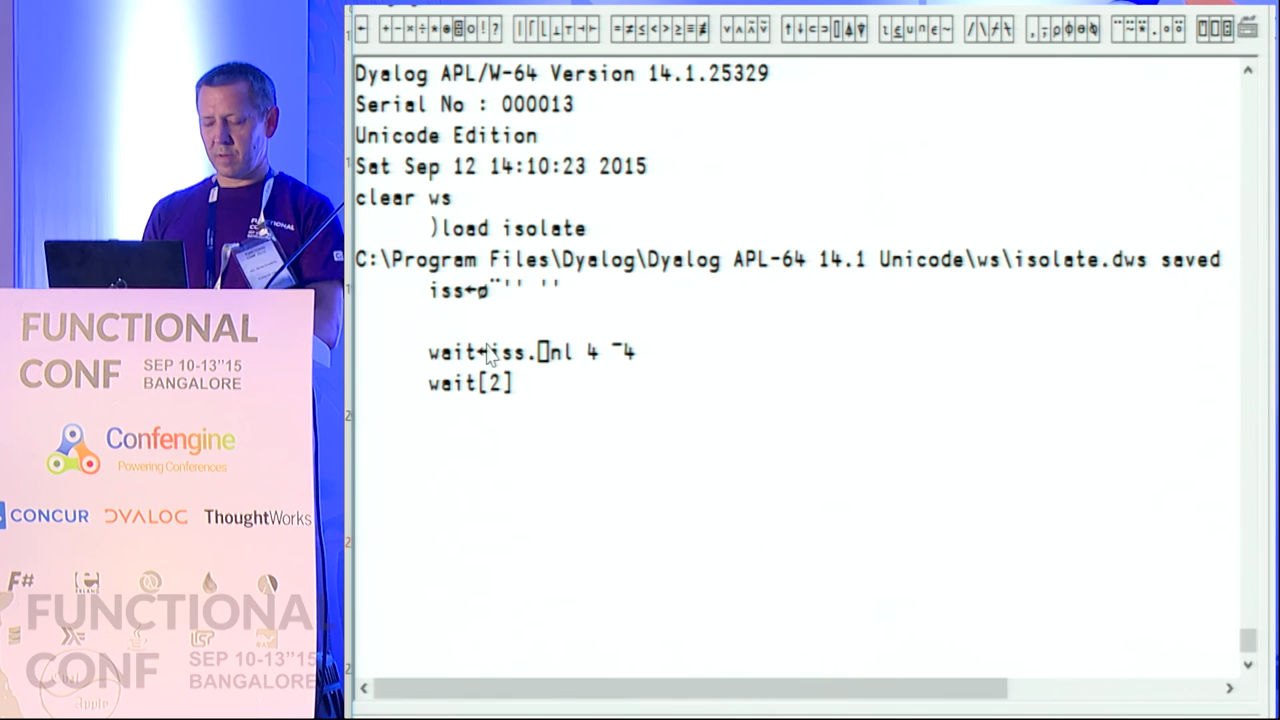 Dyalog APL/W-64 Version 14.1.25329
Serial No : 000013
Unicode Edition
Sat Sep 12 14:10:23 2015
clear ws
)load isolate
C:\Program Files\Dyalog\Dyalog APL-64 14.1 Unicode\ws\isolate.dws saved
iss←ø¨'' ''
wait←iss.⎕nl 4 ¯4
wait[2]
FUNCTIONAL
CONF
SEP 10-13"15
BANGALORE
Confengine
Powering Conferences
CONCUR
DYALOG
ThoughtWorks
F#
FUNCTIONA
CONF
SEP 10-13"15
BANGALORE
Apple